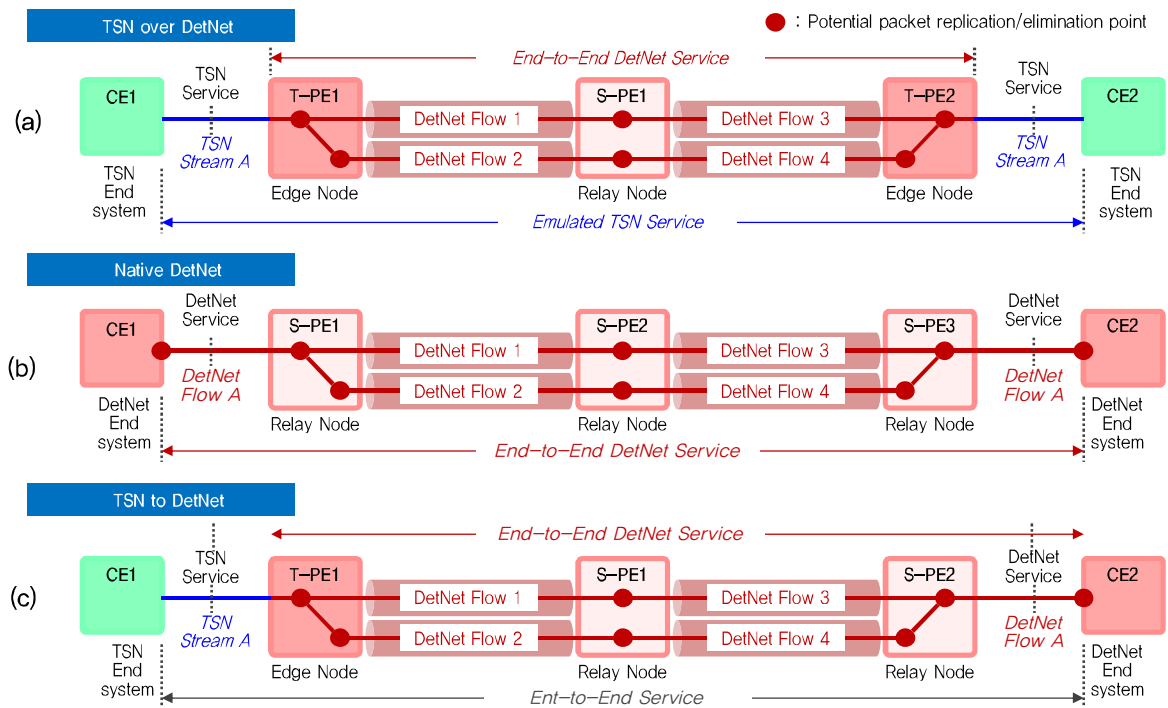 TSN over DetNet
: Potential packet replication/elimination point
End-to-End DetNet Service
(a)
CE1
TSN
Service
TSN
Stream A
T-PE1
DetNet Flow 1
DetNet Flow 2
S-PE1
DetNet Flow 3
DetNet Flow 4
T-PE2
TSN
Service
TSN
Stream A
CE2
TSN
End
system
Edge Node
Relay Node
Edge Node
TSN
End
system
Emulated TSN Service
Native DetNet
(b)
CE1
DetNet
Service
DetNet
Flow A
S-PE1
DetNet Flow 1
DetNet Flow 2
S-PE2
DetNet Flow 3
DetNet Flow 4
S-PE3
DetNet
Service
DetNet
Flow A
CE2
DetNet
End
system
Relay Node
Relay Node
Relay Node
DetNet
End
system
End-to-End DetNet Service
TSN to DetNet
End-to-End DetNet Service
(c)
CE1
TSN
Service
TSN
Stream A
T-PE1
DetNet Flow 1
DetNet Flow 2
S-PE1
DetNet Flow 3
DetNet Flow 4
S-PE2
DetNet
Service
DetNet
Flow A
CE2
TSN
End
system
Edge Node
Relay Node
Relay Node
DetNet
End
system
Ent-to-End Service